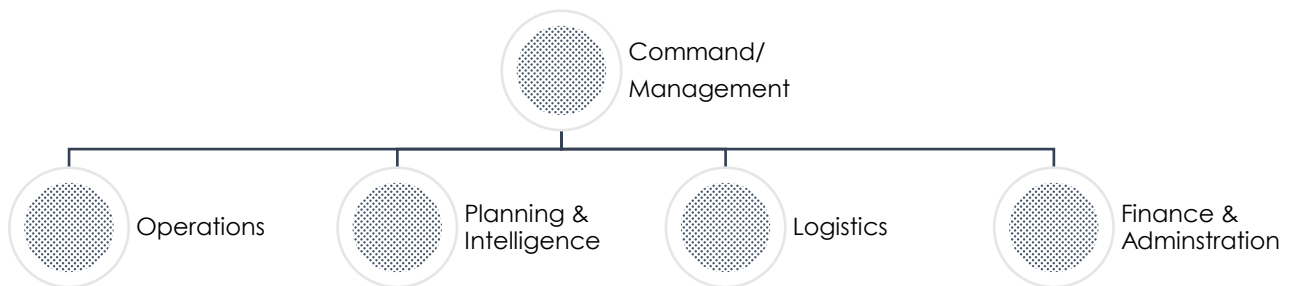 Command/
Management
Operations
Planning &
Intelligence
Logistics
Finance &
Adminstration